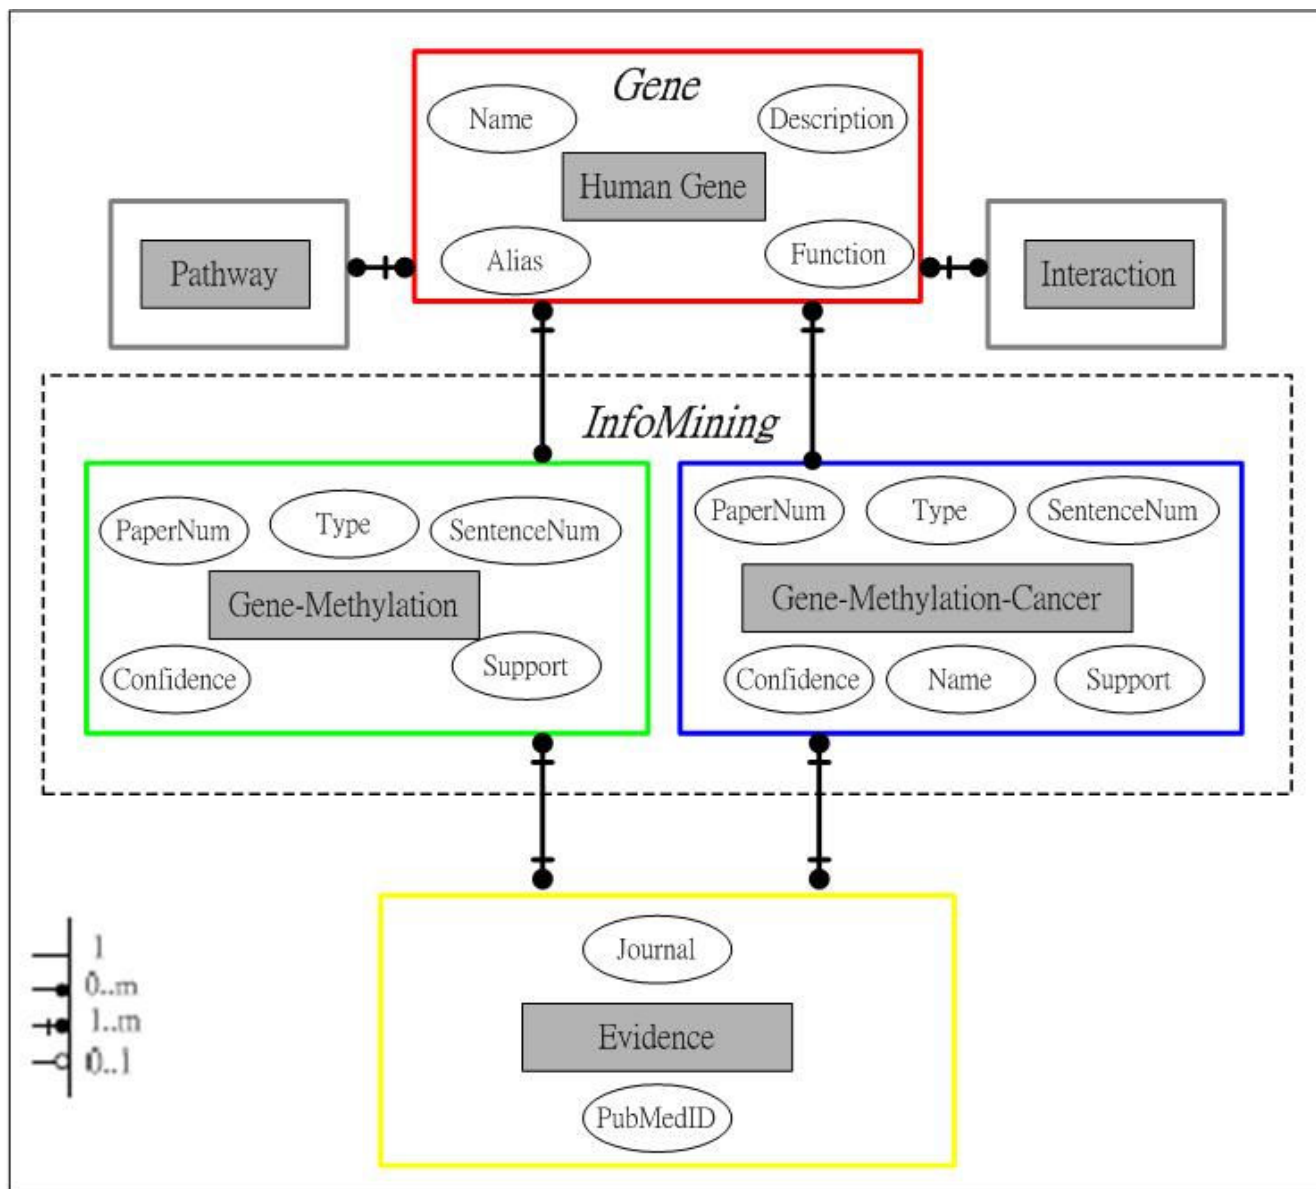 Gene
Name
Description
Human Gene
Alias
Function
Pathway
Interaction
InfoMining
PaperNum
Type
SentenceNum
Gene-Methylation
Confidence
Support
PaperNum
Type
SentenceNum
Gene-Methylation-Cancer
Confidence
Name
Support
Journal
Evidence
PubMedID
1
0..m
1..m
0..1